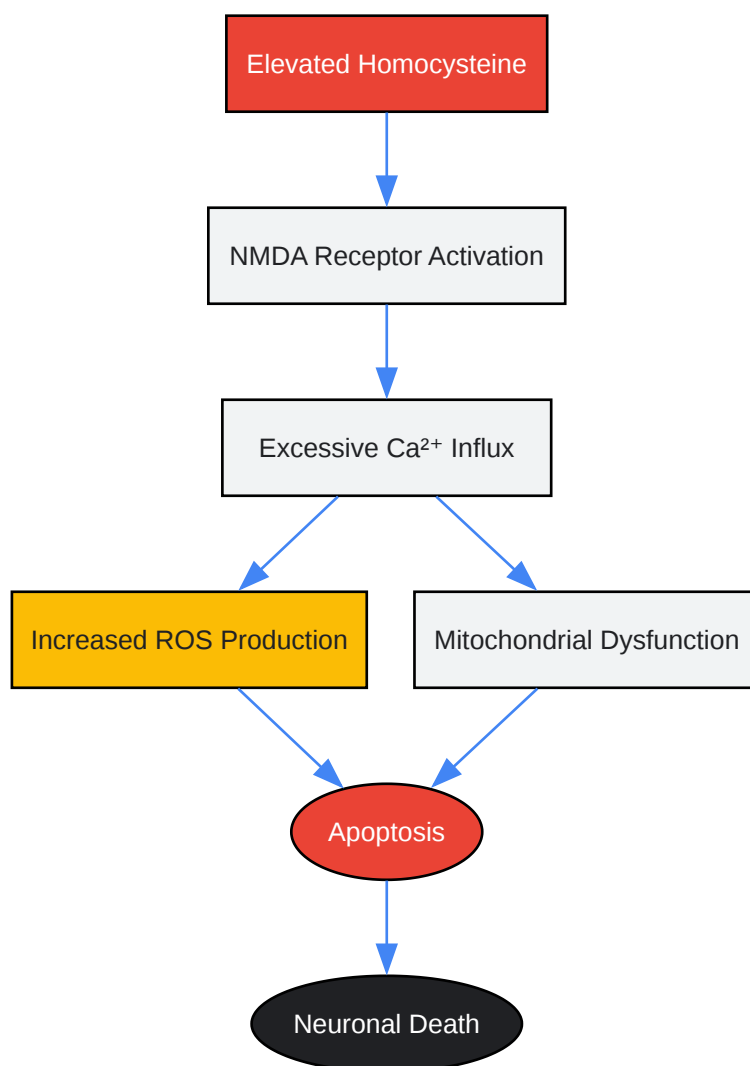 Elevated Homocysteine
NMDA Receptor Activation
Excessive Ca²⁺ Influx
Increased ROS Production
Mitochondrial Dysfunction
Apoptosis
Neuronal Death